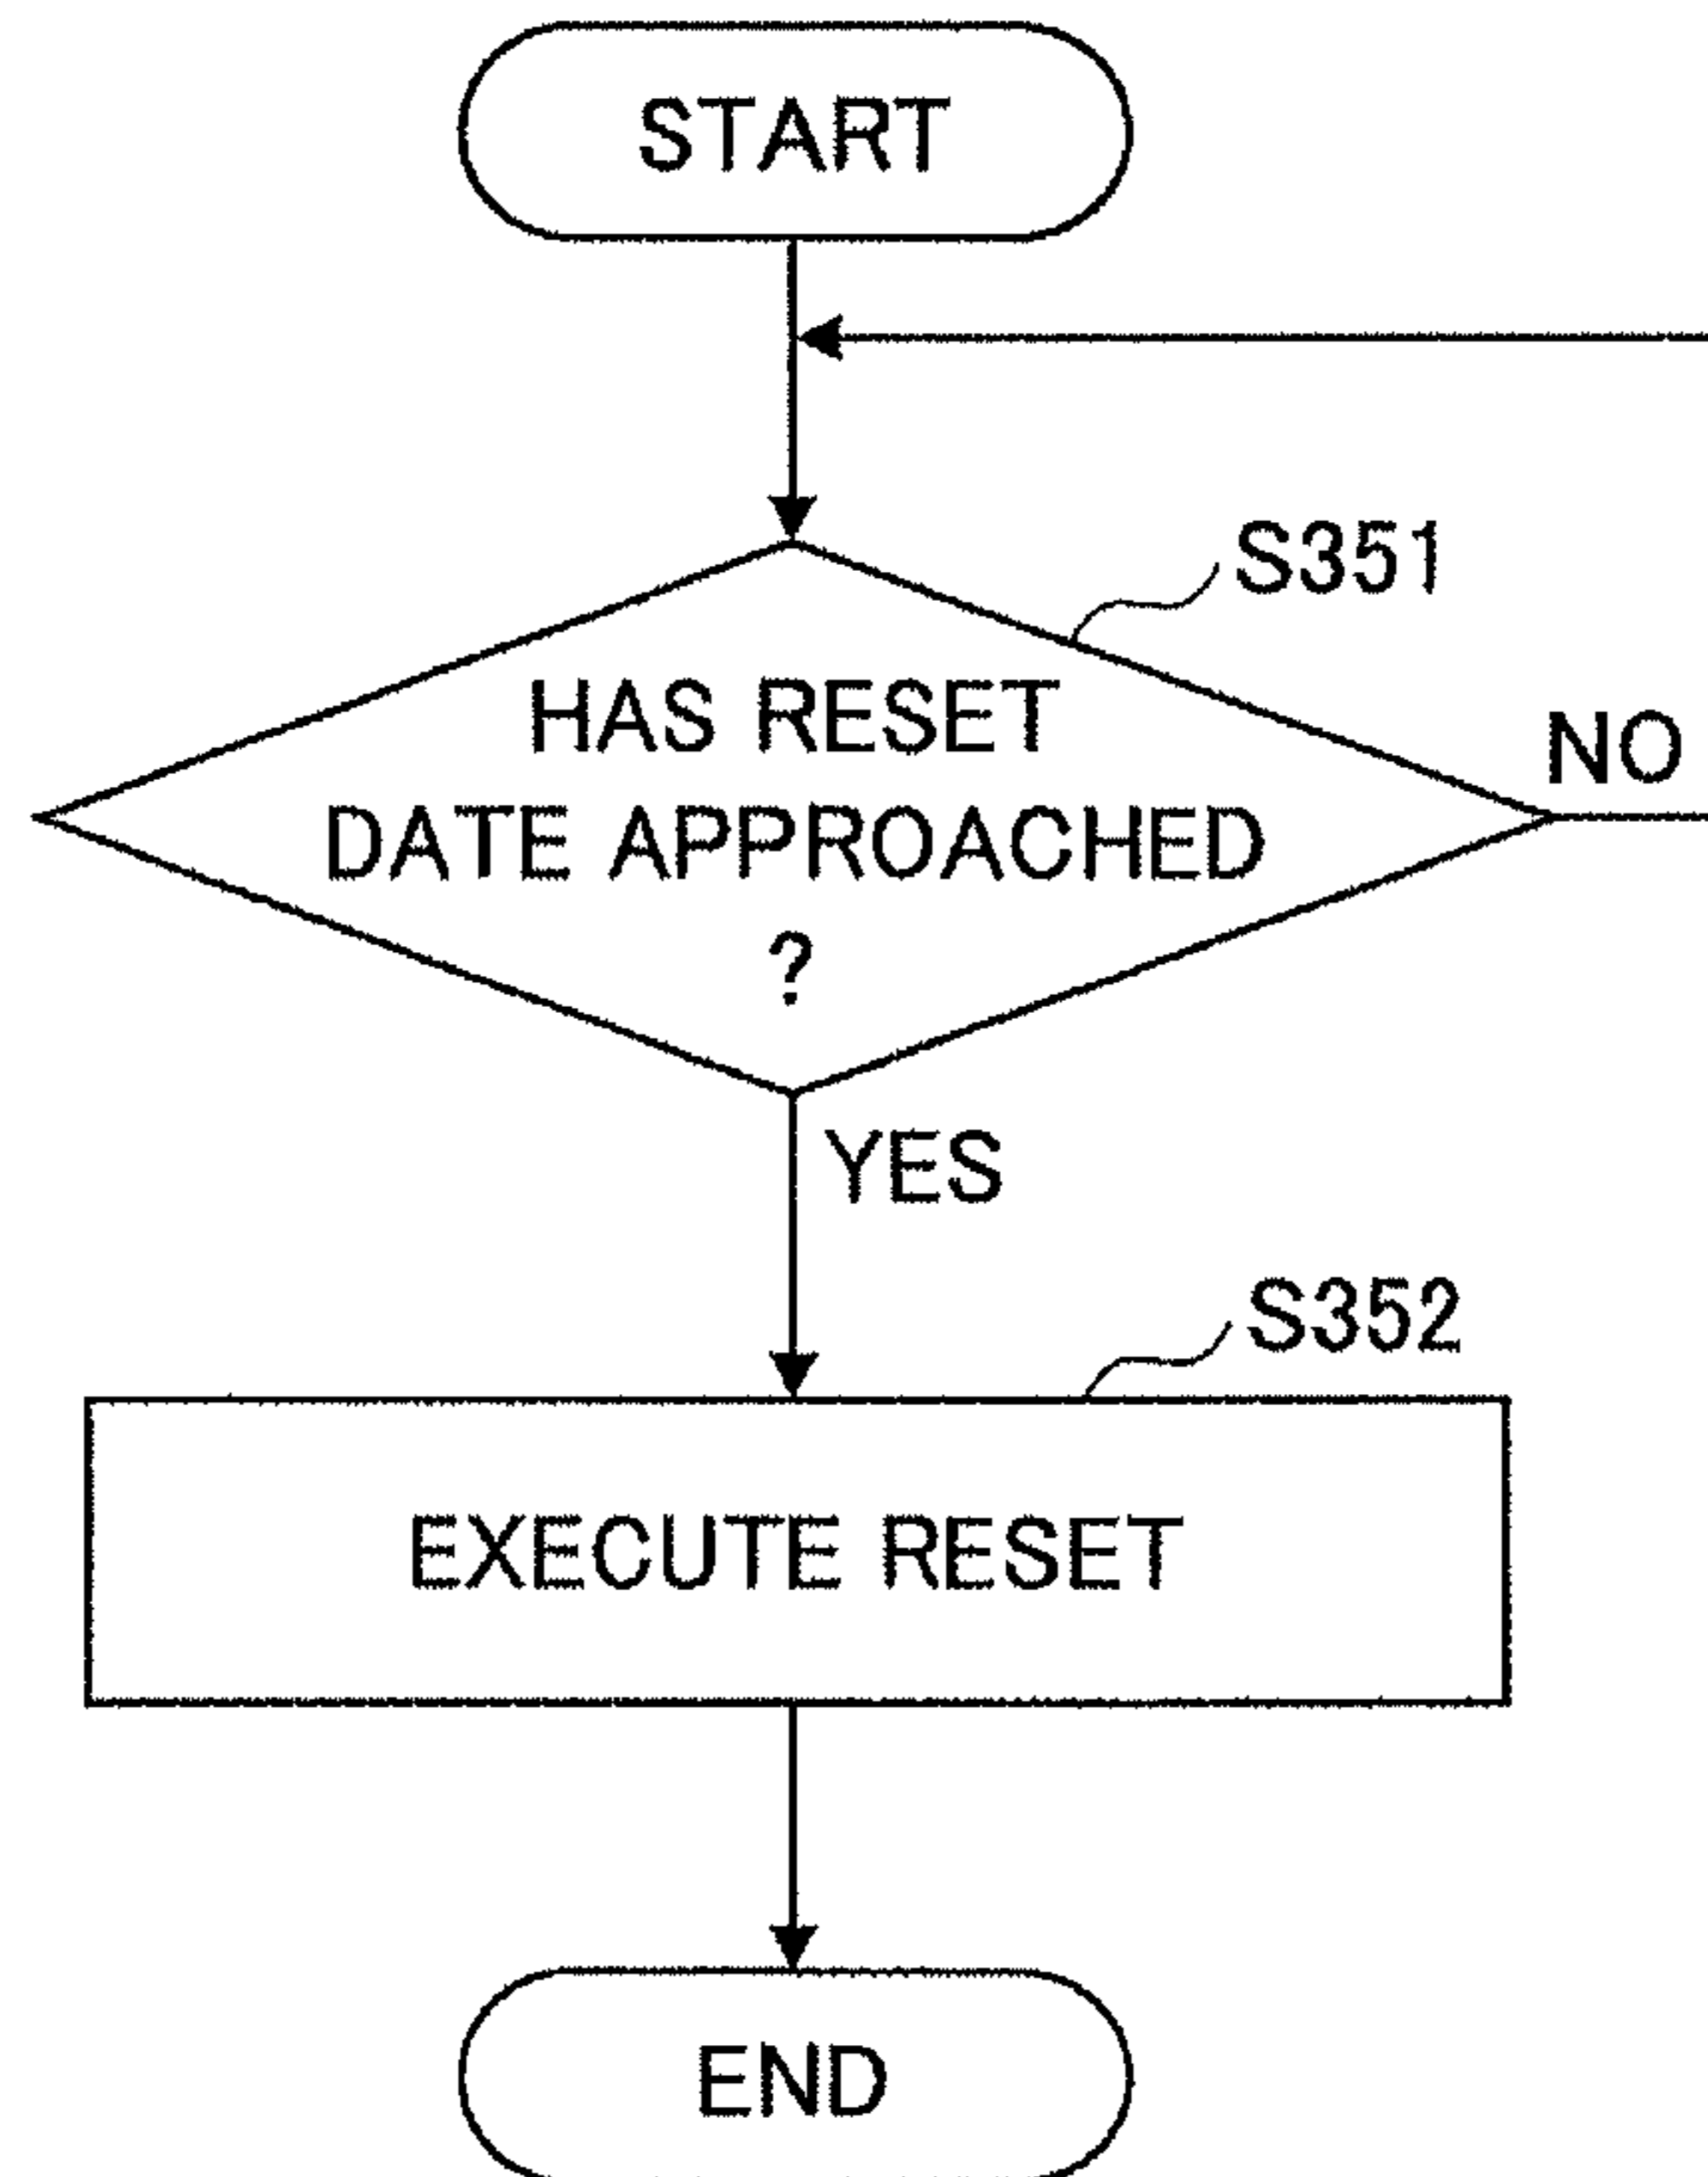 START
S351
HAS RESET
DATE APPROACHED
?
NO
YES
S352
EXECUTE RESET
END